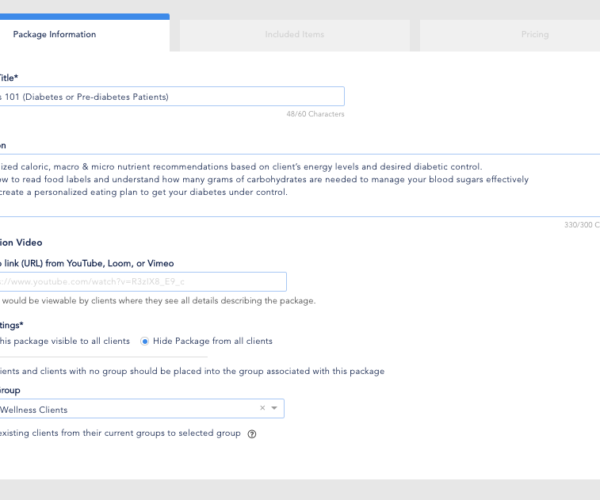 Package Information
Included Items
Pricing
Title*
101 (Diabetes or Pre-diabetes Patients)
48/60 Characters
ized caloric, macro & micro nutrient recommendations based on client's energy levels and desired diabetic control.
ow to read food labels and understand how many grams of carbohydrates are needed to manage your blood sugars effectively
create a personalized eating plan to get your diabetes under control.
330/300 C
ion Video
link (URL) from YouTube, Loom, or Vimeo
://www.youtube.com/watch?v=R3zlX8_E9_c
would be viewable by clients where they see all details describing the package.
tings*
his package visible to all clients
Hide Package from all clients
ients and clients with no group should be placed into the group associated with this package
Group
Wellness Clients
existing clients from their current groups to selected group